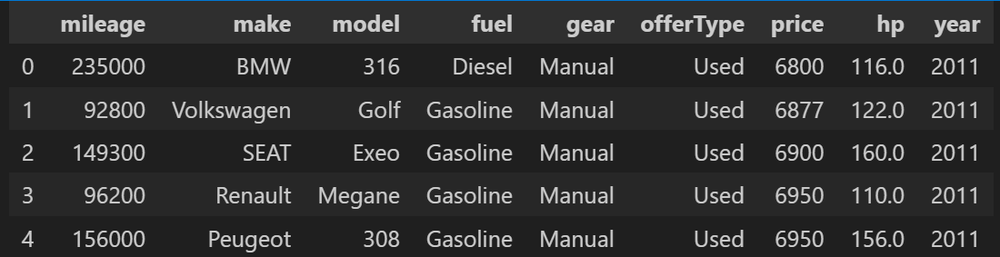 mileage make model fuel gear offerType price hp year
0 235000 BMW 316 Diesel Manual Used 6800 116.0 2011
1 92800 Volkswagen Golf Gasoline Manual Used 6877 122.0 2011
2 149300 SEAT Exeo Gasoline Manual Used 6900 160.0 2011
3 96200 Renault Megane Gasoline Manual Used 6950 110.0 2011
4 156000 Peugeot 308 Gasoline Manual Used 6950 156.0 2011